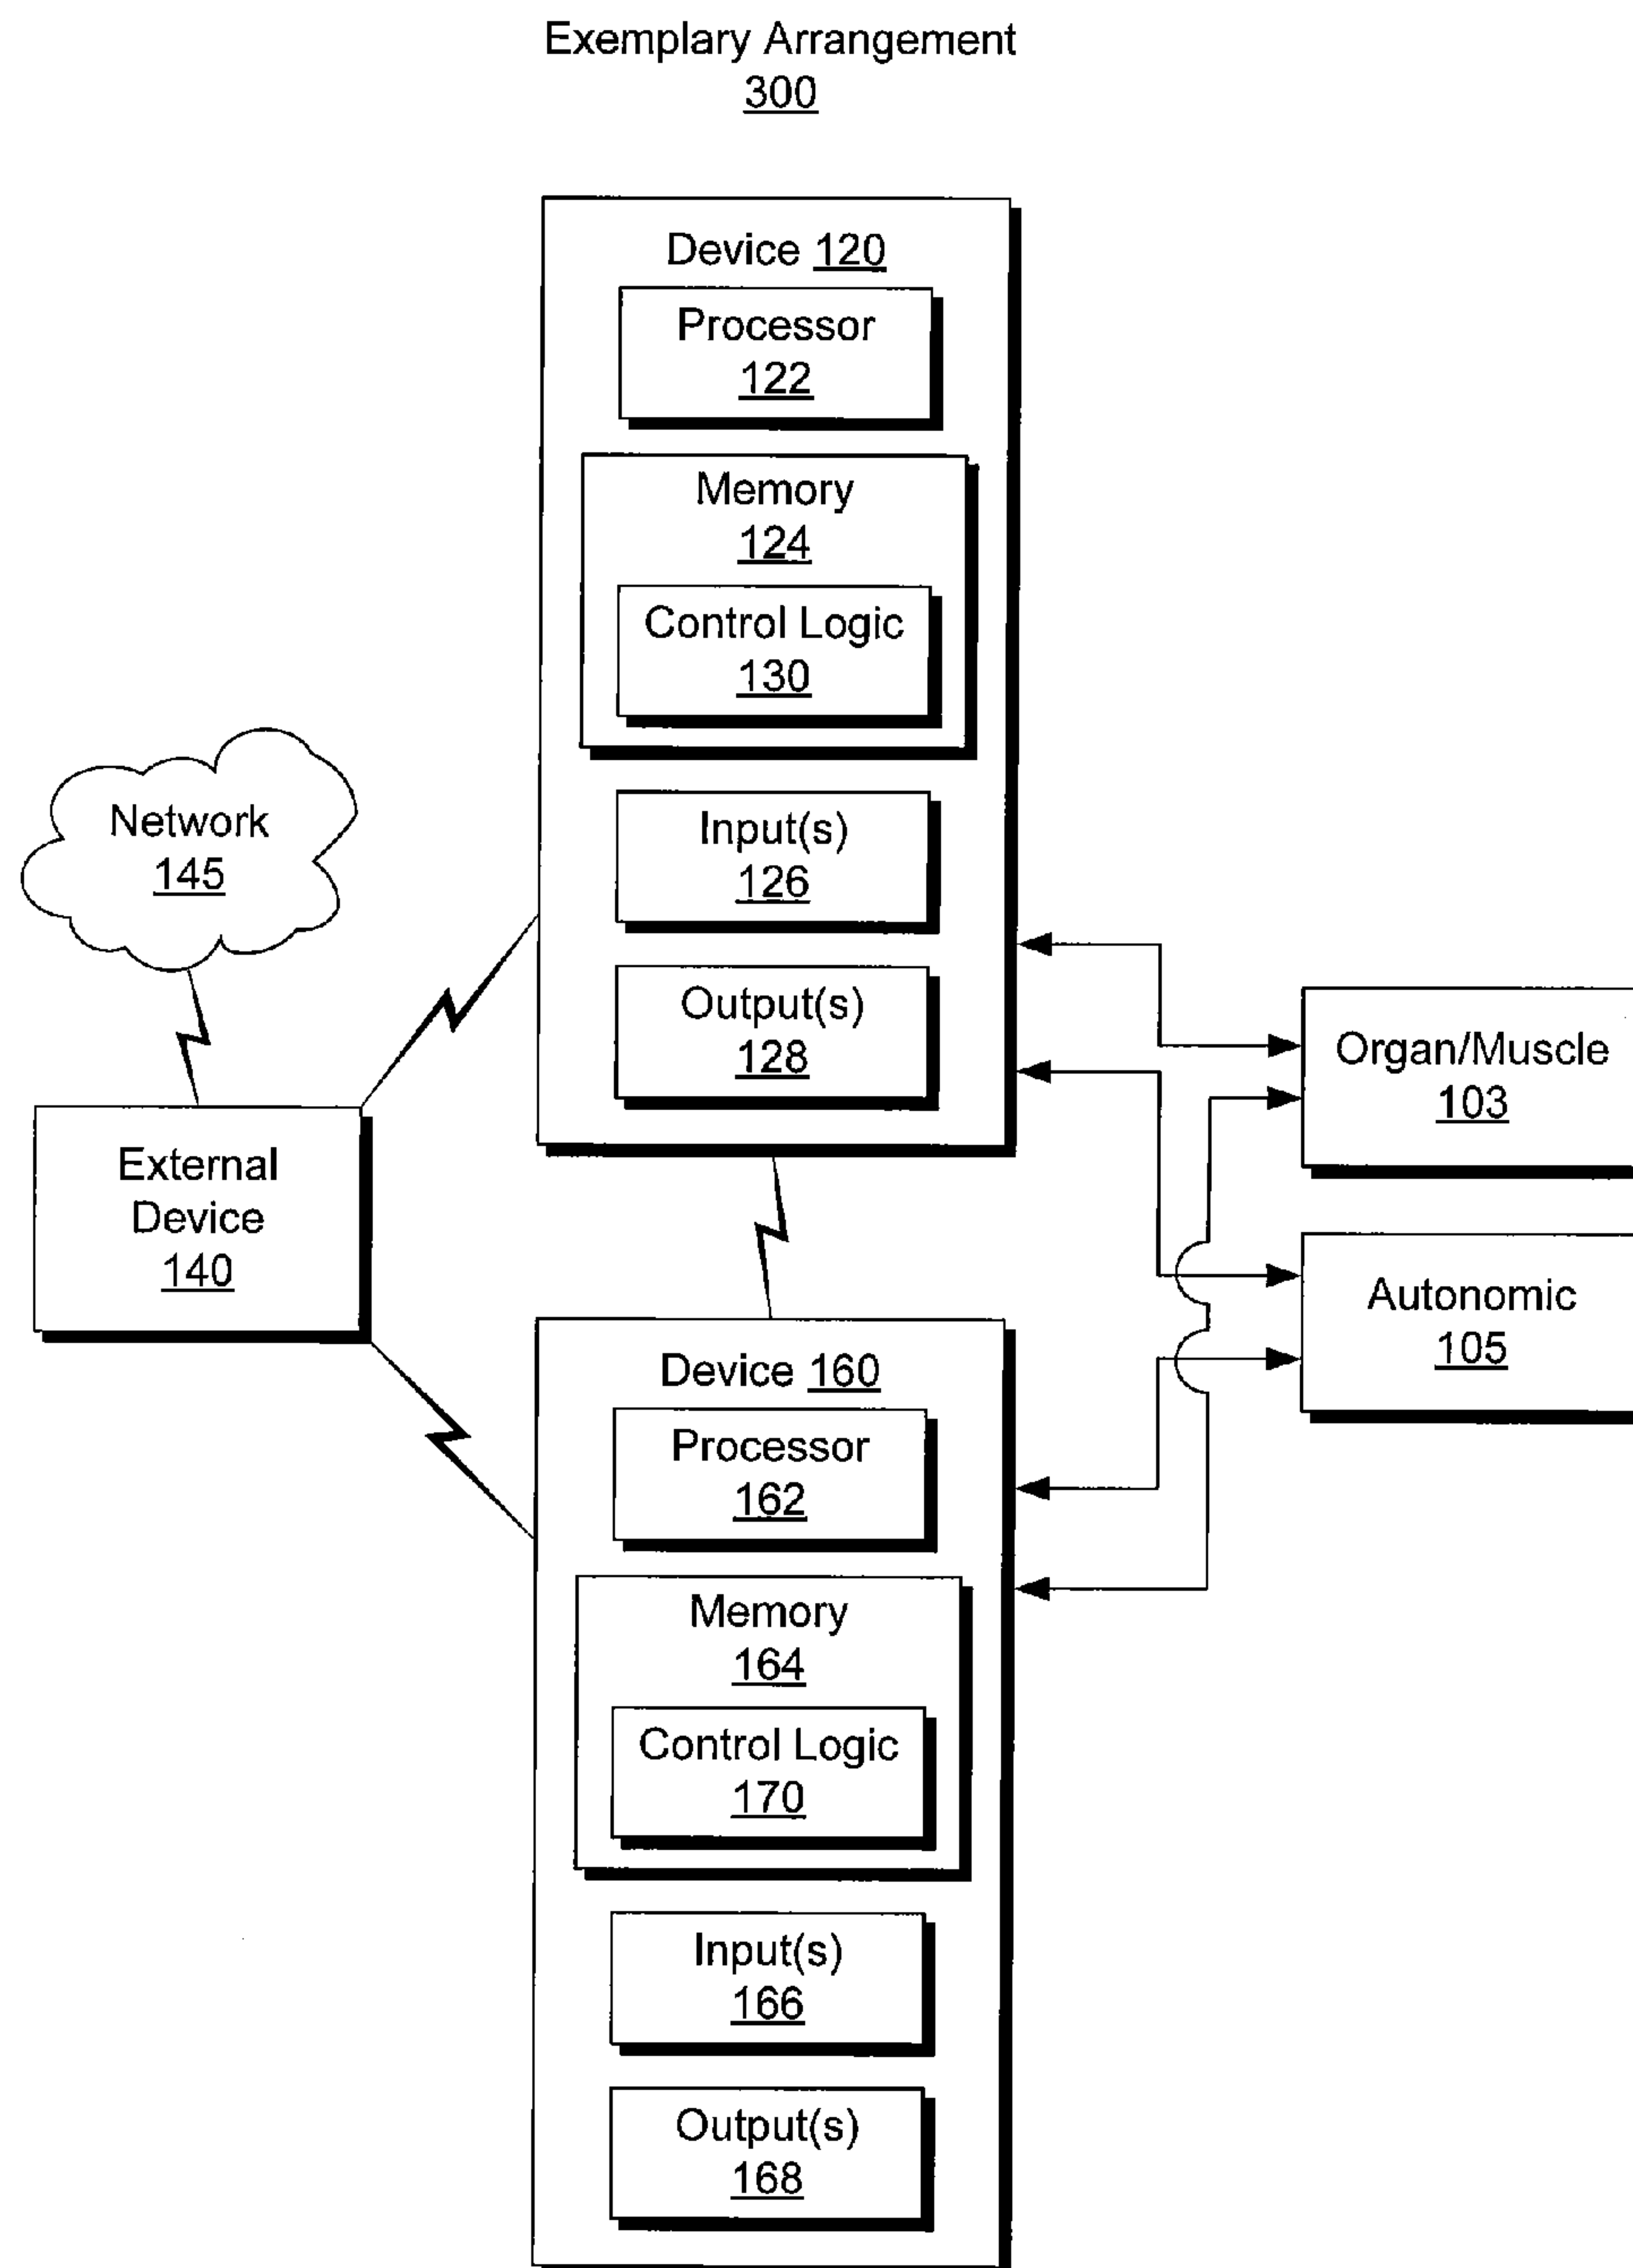 Exemplary Arrangement
300
Device 120
Processor
122
Memory
124
Control Logic
130
Input(s)
126
Output(s)
128
Network
145
External
Device
140
Organ/Muscle
103
Autonomic
105
Device 160
Processor
162
Memory
164
Control Logic
170
Input(s)
166
Output(s)
168